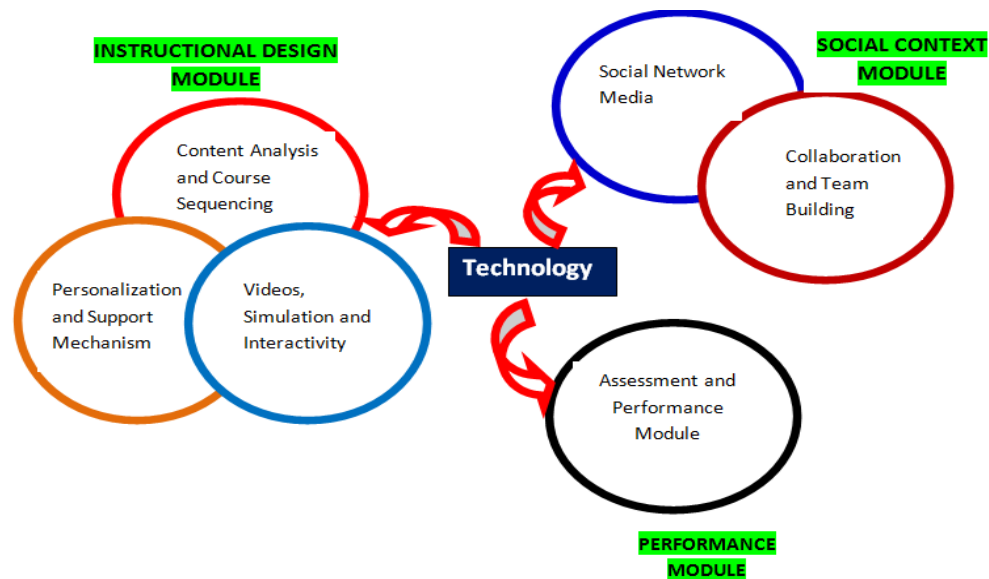 INSTRUCTIONAL DESIGN
MODULE
Content Analysis
and Course
Sequencing
Personalization
and Support
Mechanism
Videos,
Simulation and
Interactivity
Technology
SOCIAL CONTEXT
MODULE
Social Network
Media
Collaboration
and Team
Building
Assessment and
Performance
Module
PERFORMANCE
MODULE